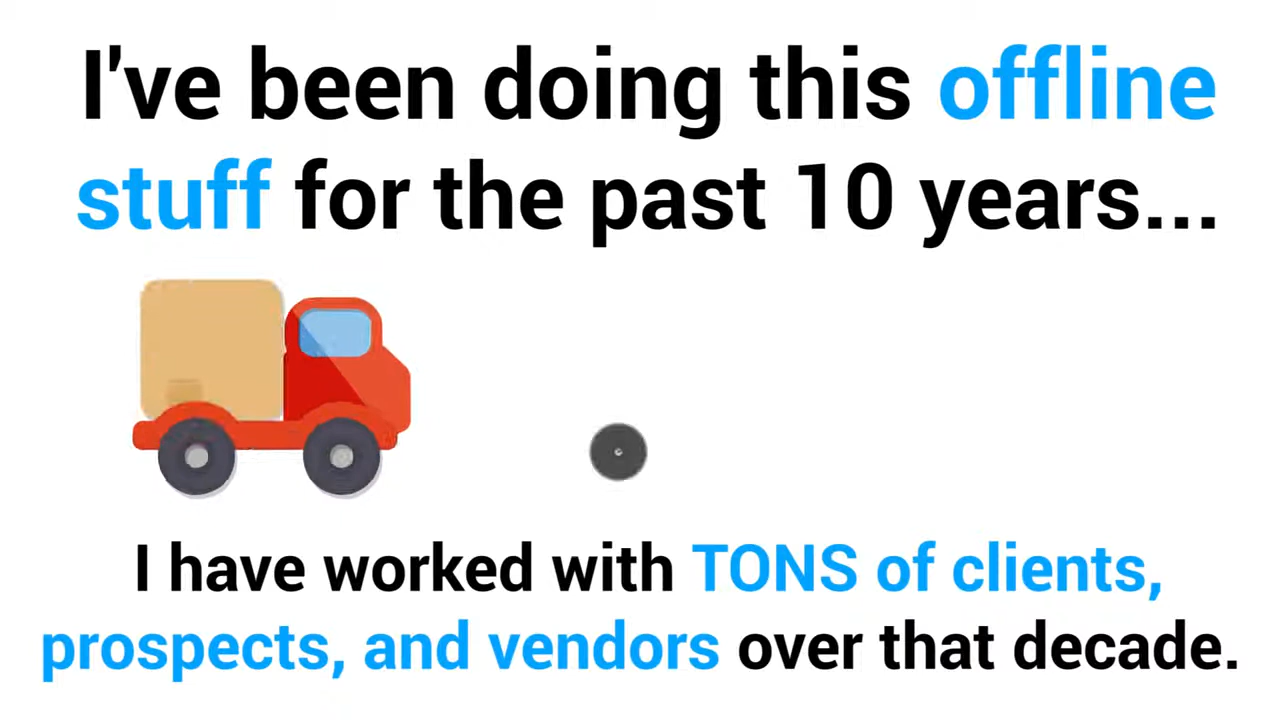 I've been doing this offline
stuff for the past 10 years...
I have worked with TONS of clients,
prospects, and vendors over that decade.